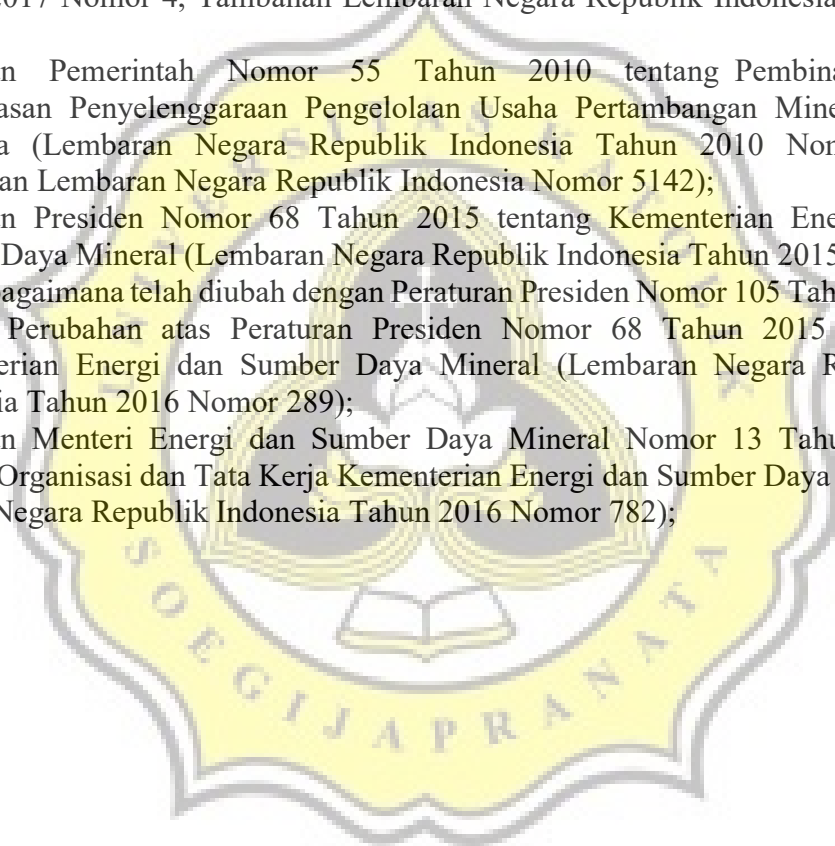 2017 Nomor 4, Tambahan Lembaran Negara Republik Indonesia
n Pemerintah Nomor 55 Tahun 2010 tentang Pembina
asan Penyelenggaraan Pengelolaan Usaha Pertambangan Mine
a (Lembaran Negara Republik Indonesia Tahun 2010 Non
an Lembaran Negara Republik Indonesia Nomor 5142);
n Presiden Nomor 68 Tahun 2015 tentang Kementerian Ene
Daya Mineral (Lembaran Negara Republik Indonesia Tahun 2015
bagaimana telah diubah dengan Peraturan Presiden Nomor 105 Tah
Perubahan atas Peraturan Presiden Nomor 68 Tahun 2015
erian Energi dan Sumber Daya Mineral (Lembaran Negara R
ia Tahun 2016 Nomor 289);
n Menteri Energi dan Sumber Daya Mineral Nomor 13 Tahu
Organisasi dan Tata Kerja Kementerian Energi dan Sumber Daya
Negara Republik Indonesia Tahun 2016 Nomor 782);
UNIVERSITAS KATOLIK
SOEGIJAPRANATA